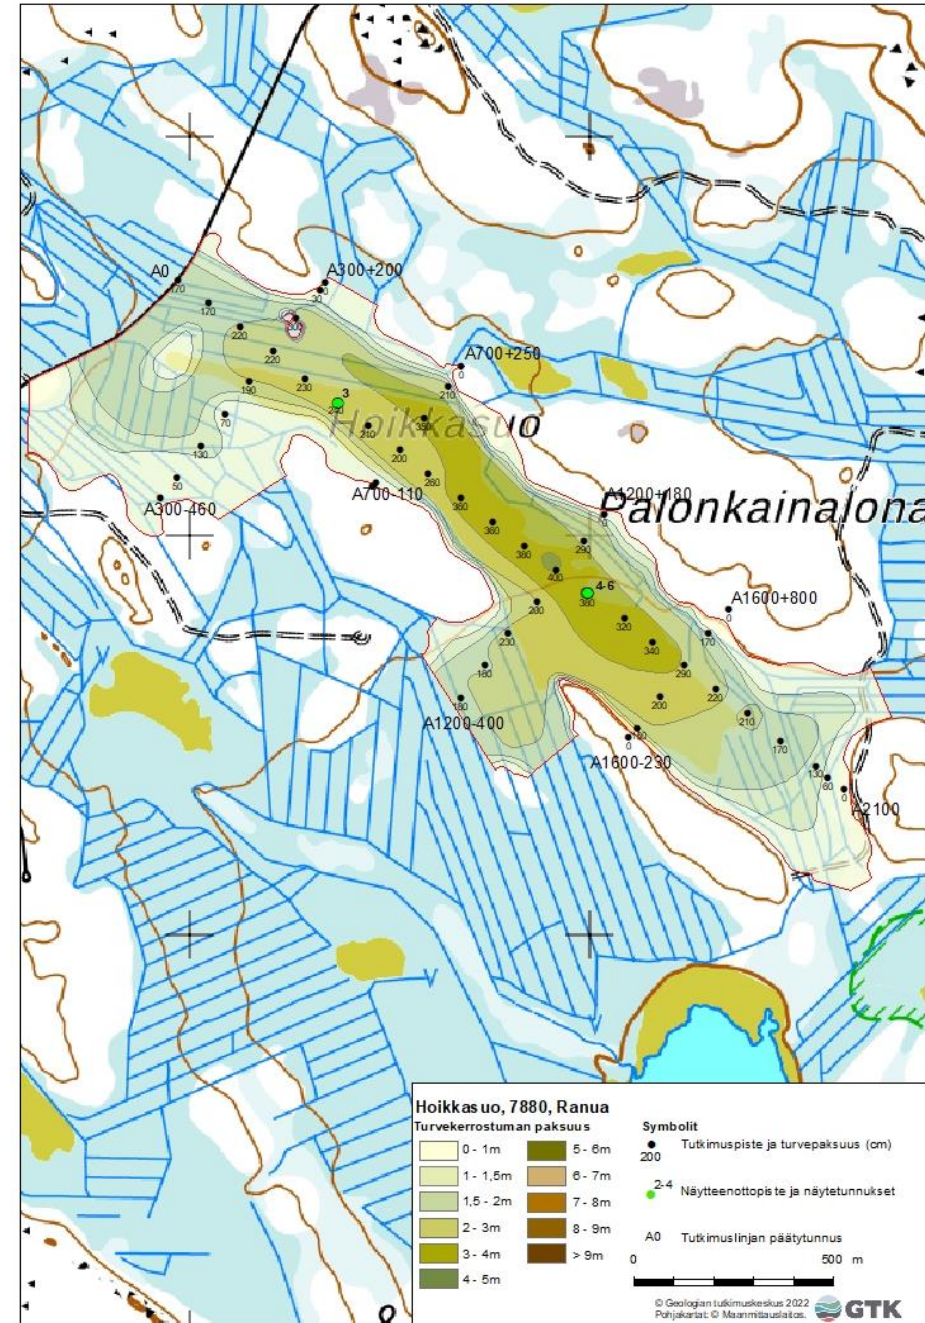 A0
170
A300+200
0
30
170
300
220
A700+250
0
220
210
190
230
3
240
70
Hoikkasuo
350
210
130
200
260
50
A700-110
A300-460
360
A1200+180
Palonkainalona
0
360
380
290
400
4-6
380
A1600+800
0
200
320
230
170
340
180
290
220
200
180
210
A1200-400
130
0
170
A1600-230
130
60
0
A2100
Hoikkasuo, 7880, Ranua
Turvekerrostuman paksuus
0 - 1m
1 - 1,5m
1,5 - 2m
2 - 3m
3 - 4m
4 - 5m
5 - 6m
6 - 7m
7 - 8m
8 - 9m
> 9m
Symbolit
200 Tutkimuspiste ja turvepaksuus (cm)
2-4 Näytteenottopiste ja näytetunnukset
A0 Tutkimuslinjan päätytunnus
0 500 m
© Geologian tutkimuskeskus 2022
Pohjakartat: © Maanmittauslaitos.
GTK